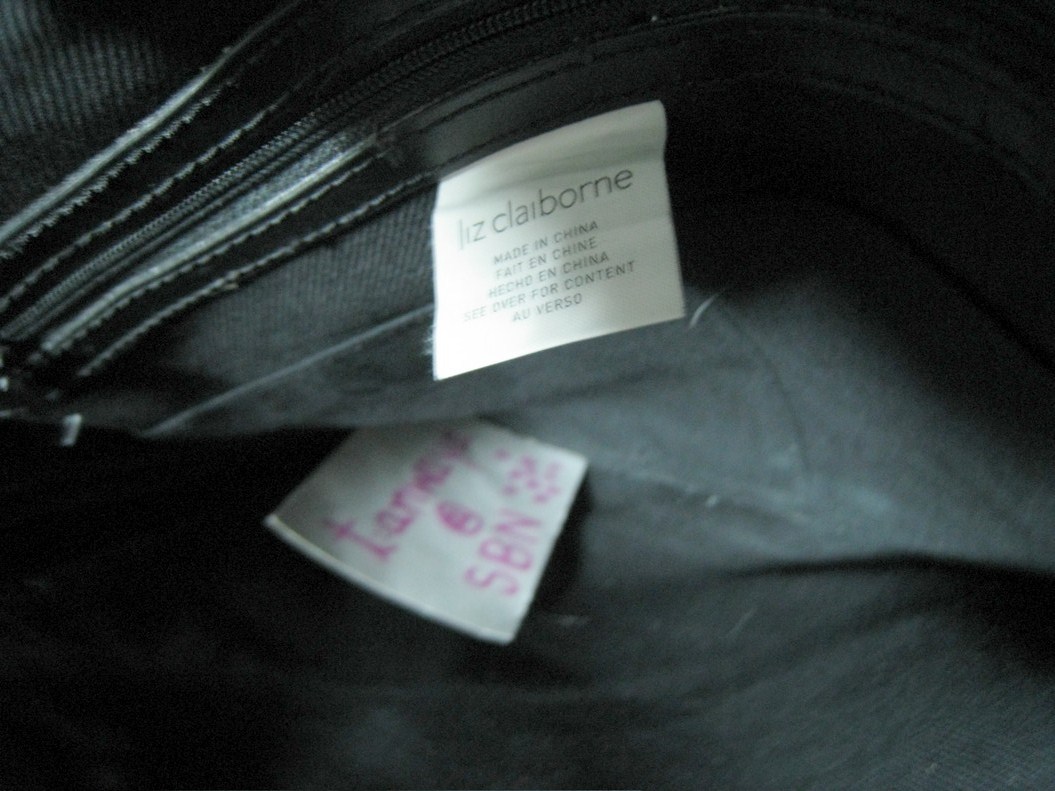 liz claiborne
MADE IN CHINA
FAIT EN CHINE
HECHO EN CHINA
SEE OVER FOR CONTENT
AU VERSO
SBN